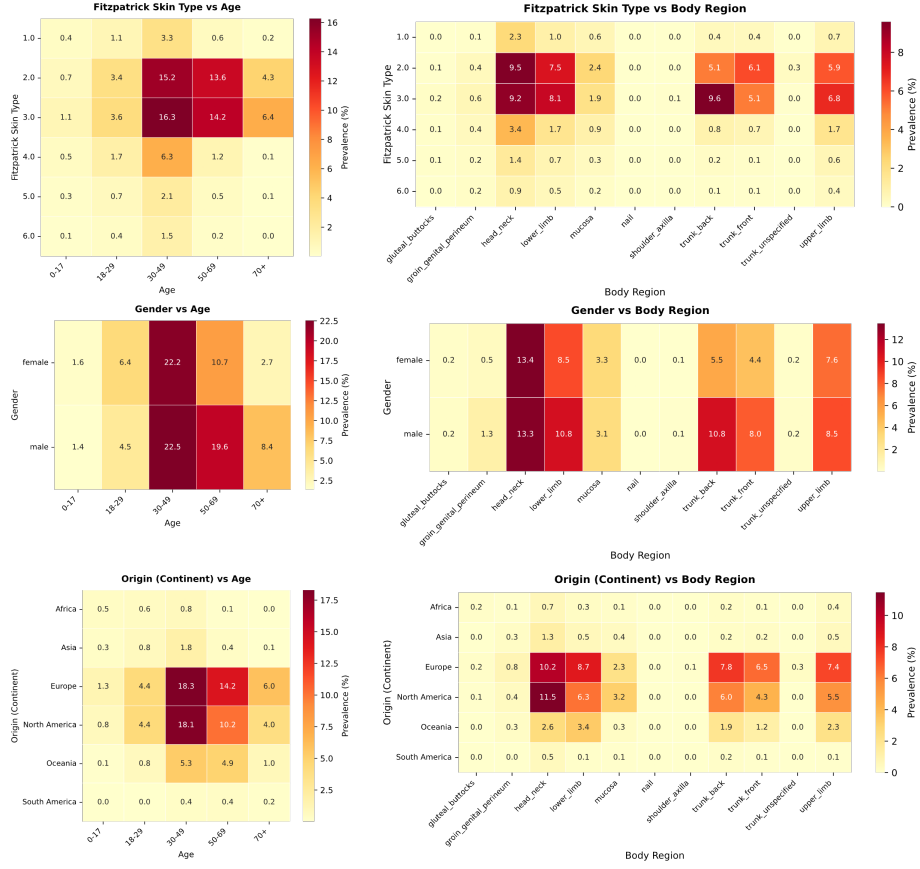 Fitzpatrick Skin Type vs Age
Fitzpatrick Skin Type
1.0 0.4 1.1 3.3 0.6 0.2
2.0 0.7 3.4 15.2 13.6 4.3
3.0 1.1 3.6 16.3 14.2 6.4
4.0 0.5 1.7 6.3 1.2 0.1
5.0 0.3 0.7 2.1 0.5 0.1
6.0 0.1 0.4 1.5 0.2 0.0
0-17 18-29 30-49 50-69 70+
Age
16
14
12
10
8
6
4
2
Prevalence (%)
Fitzpatrick Skin Type vs Body Region
Fitzpatrick Skin Type
1.0 0.0 0.1 2.3 1.0 0.6 0.0 0.0 0.4 0.4 0.0 0.7
2.0 0.1 0.4 9.5 7.5 2.4 0.0 0.0 5.1 6.1 0.3 5.9
3.0 0.2 0.6 9.2 8.1 1.9 0.0 0.2 9.6 5.1 0.0 6.8
4.0 0.1 0.4 3.4 1.7 0.9 0.0 0.0 0.8 0.7 0.0 1.7
5.0 0.1 0.2 1.4 0.7 0.3 0.0 0.0 0.2 0.1 0.0 0.6
6.0 0.0 0.2 0.9 0.5 0.2 0.0 0.0 0.1 0.1 0.0 0.4
gluteal_buttocks groin_genital_perineum head_neck lower_limb mucosa nail shoulder_axilla trunk_back trunk_front trunk_unspecified upper_limb
Body Region
8
6
4
2
0
Prevalence (%)
Gender vs Age
Gender
female 1.6 6.4 22.2 10.7 2.7
male 1.4 4.5 22.5 19.6 8.4
0-17 18-29 30-49 50-69 70+
Age
22.5
20.0
17.5
15.0
12.5
10.0
7.5
5.0
2.5
Prevalence (%)
Gender vs Body Region
Gender
female 0.2 0.5 13.4 8.5 3.3 0.0 0.1 5.5 4.4 0.2 7.6
male 0.2 1.3 13.3 10.8 3.1 0.0 0.1 10.8 8.0 0.2 8.5
gluteal_buttocks groin_genital_perineum head_neck lower_limb mucosa nail shoulder_axilla trunk_back trunk_front trunk_unspecified upper_limb
Body Region
12
10
8
6
4
2
Prevalence (%)
Origin (Continent) vs Age
Origin (Continent)
Africa 0.5 0.6 0.8 0.1 0.0
Asia 0.3 0.8 1.8 0.4 0.1
Europe 1.3 4.4 18.3 14.2 6.0
North America 0.8 4.4 18.1 10.2 4.0
Oceania 0.1 0.8 5.3 4.9 1.0
South America 0.0 0.0 0.4 0.4 0.2
0-17 18-29 30-49 50-69 70+
Age
17.5
15.0
12.5
10.0
7.5
5.0
2.5
Prevalence (%)
Origin (Continent) vs Body Region
Origin (Continent)
Africa 0.2 0.1 0.7 0.3 0.1 0.0 0.0 0.2 0.1 0.0 0.4
Asia 0.0 0.3 1.3 0.5 0.4 0.0 0.0 0.2 0.2 0.0 0.5
Europe 0.2 0.8 10.2 8.7 2.3 0.0 0.1 7.8 6.5 0.3 7.4
North America 0.1 0.4 11.5 6.3 3.2 0.0 0.0 6.0 4.3 0.0 5.5
Oceania 0.0 0.3 2.6 3.4 0.3 0.0 0.0 1.9 1.2 0.0 2.3
South America 0.0 0.0 0.5 0.1 0.1 0.0 0.0 0.2 0.1 0.0 0.1
gluteal_buttocks groin_genital_perineum head_neck lower_limb mucosa nail shoulder_axilla trunk_back trunk_front trunk_unspecified upper_limb
Body Region
10
8
6
4
2
0
Prevalence (%)